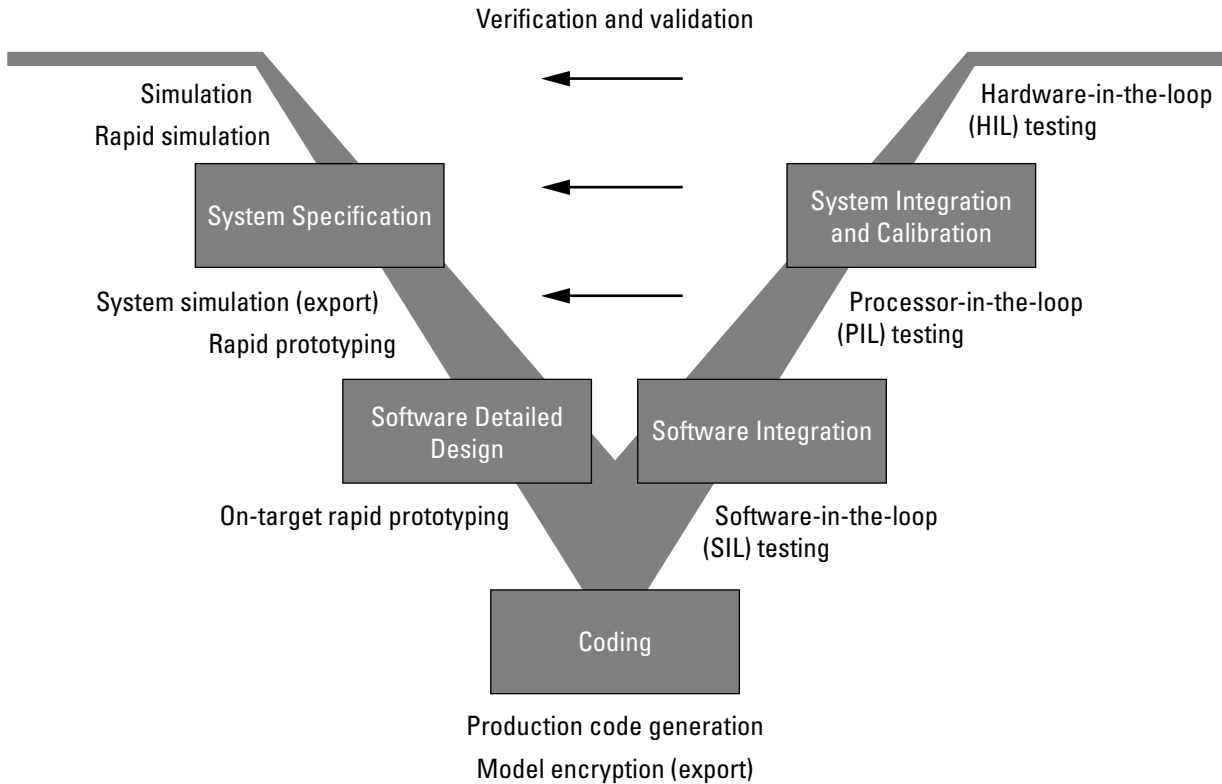 Verification and validation
Simulation
Rapid simulation
Hardware-in-the-loop
(HIL) testing
System Specification
System Integration
and Calibration
System simulation (export)
Rapid prototyping
Processor-in-the-loop
(PIL) testing
Software Detailed
Design
Software Integration
On-target rapid prototyping
Software-in-the-loop
(SIL) testing
Coding
Production code generation
Model encryption (export)